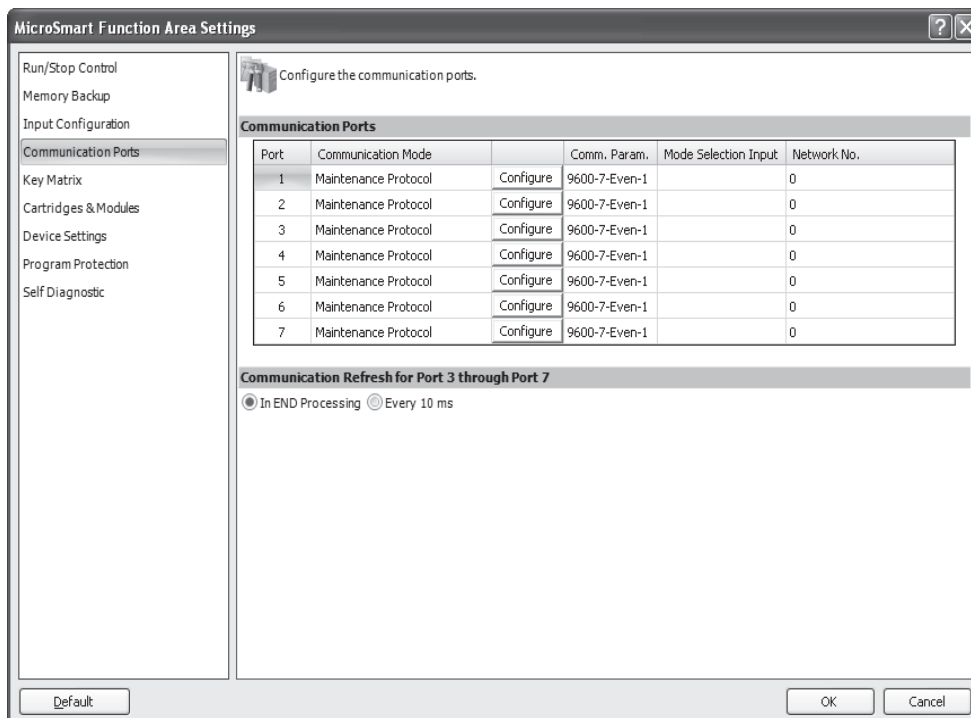 MicroSmart Function Area Settings
Run/Stop Control
Memory Backup
Input Configuration
Communication Ports
Key Matrix
Cartridges & Modules
Device Settings
Program Protection
Self Diagnostic
Configure the communication ports.
Communication Ports
Port Communication Mode Comm. Param. Mode Selection Input Network No.
1 Maintenance Protocol Configure 9600-7-Even-1 0
2 Maintenance Protocol Configure 9600-7-Even-1 0
3 Maintenance Protocol Configure 9600-7-Even-1 0
4 Maintenance Protocol Configure 9600-7-Even-1 0
5 Maintenance Protocol Configure 9600-7-Even-1 0
6 Maintenance Protocol Configure 9600-7-Even-1 0
7 Maintenance Protocol Configure 9600-7-Even-1 0
Communication Refresh for Port 3 through Port 7
In END Processing Every 10 ms
Default OK Cancel